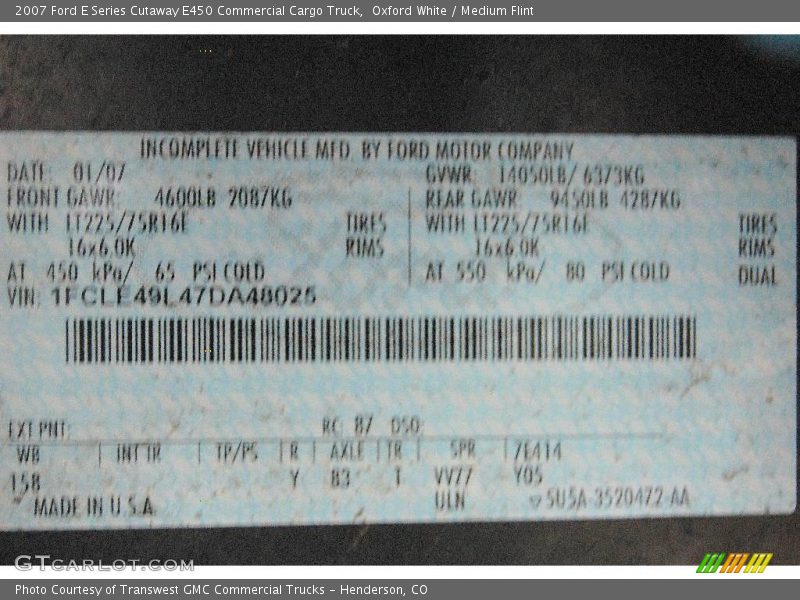 2007 Ford E Series Cutaway E450 Commercial Cargo Truck,  Oxford White / Medium Flint
INCOMPLETE VEHICLE MFD. BY FORD MOTOR COMPANY
DATE: 01/07 GVWR: 14050LB/ 6373KG
FRONT GAWR: 4600LB 2087KG REAR GAWR: 9450LB 4287KG
WITH LT225/75R16E TIRES WITH LT225/75R16E TIRES
16x6.0K RIMS 16x6.0K RIMS
AT 450 kPa/ 65 PSI COLD AT 550 kPa/ 80 PSI COLD DUAL
VIN: 1FCLE49L47DA48025
EXT PNT: RC: 87 DSO:
WB INT TR TP/PS R AXLE TR SPR 7E414
158 Y 83 T VV77 Y05
MADE IN U.S.A. ULN 5U5A-3520472-AA
GTCARLOT.COM
Photo Courtesy of Transwest GMC Commercial Trucks – Henderson, CO